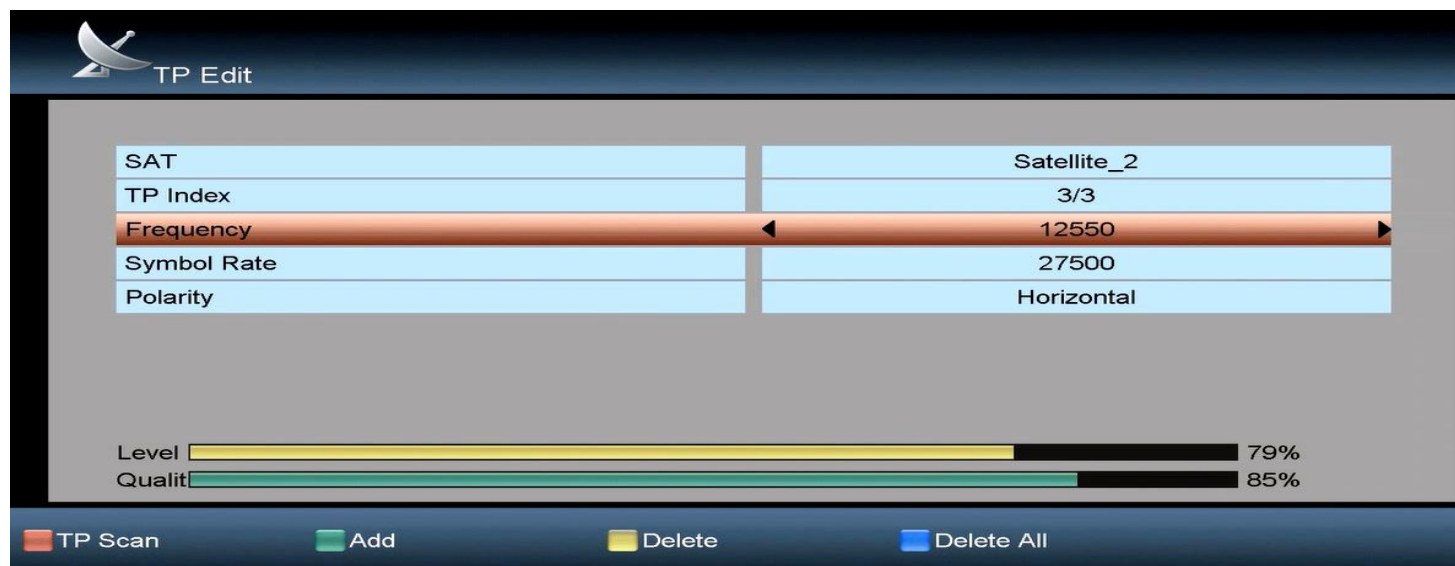 TP Edit
SAT Satellite_2
TP Index 3/3
Frequency 12550
Symbol Rate 27500
Polarity Horizontal
Level 79%
Qualit 85%
TP Scan Add Delete Delete All